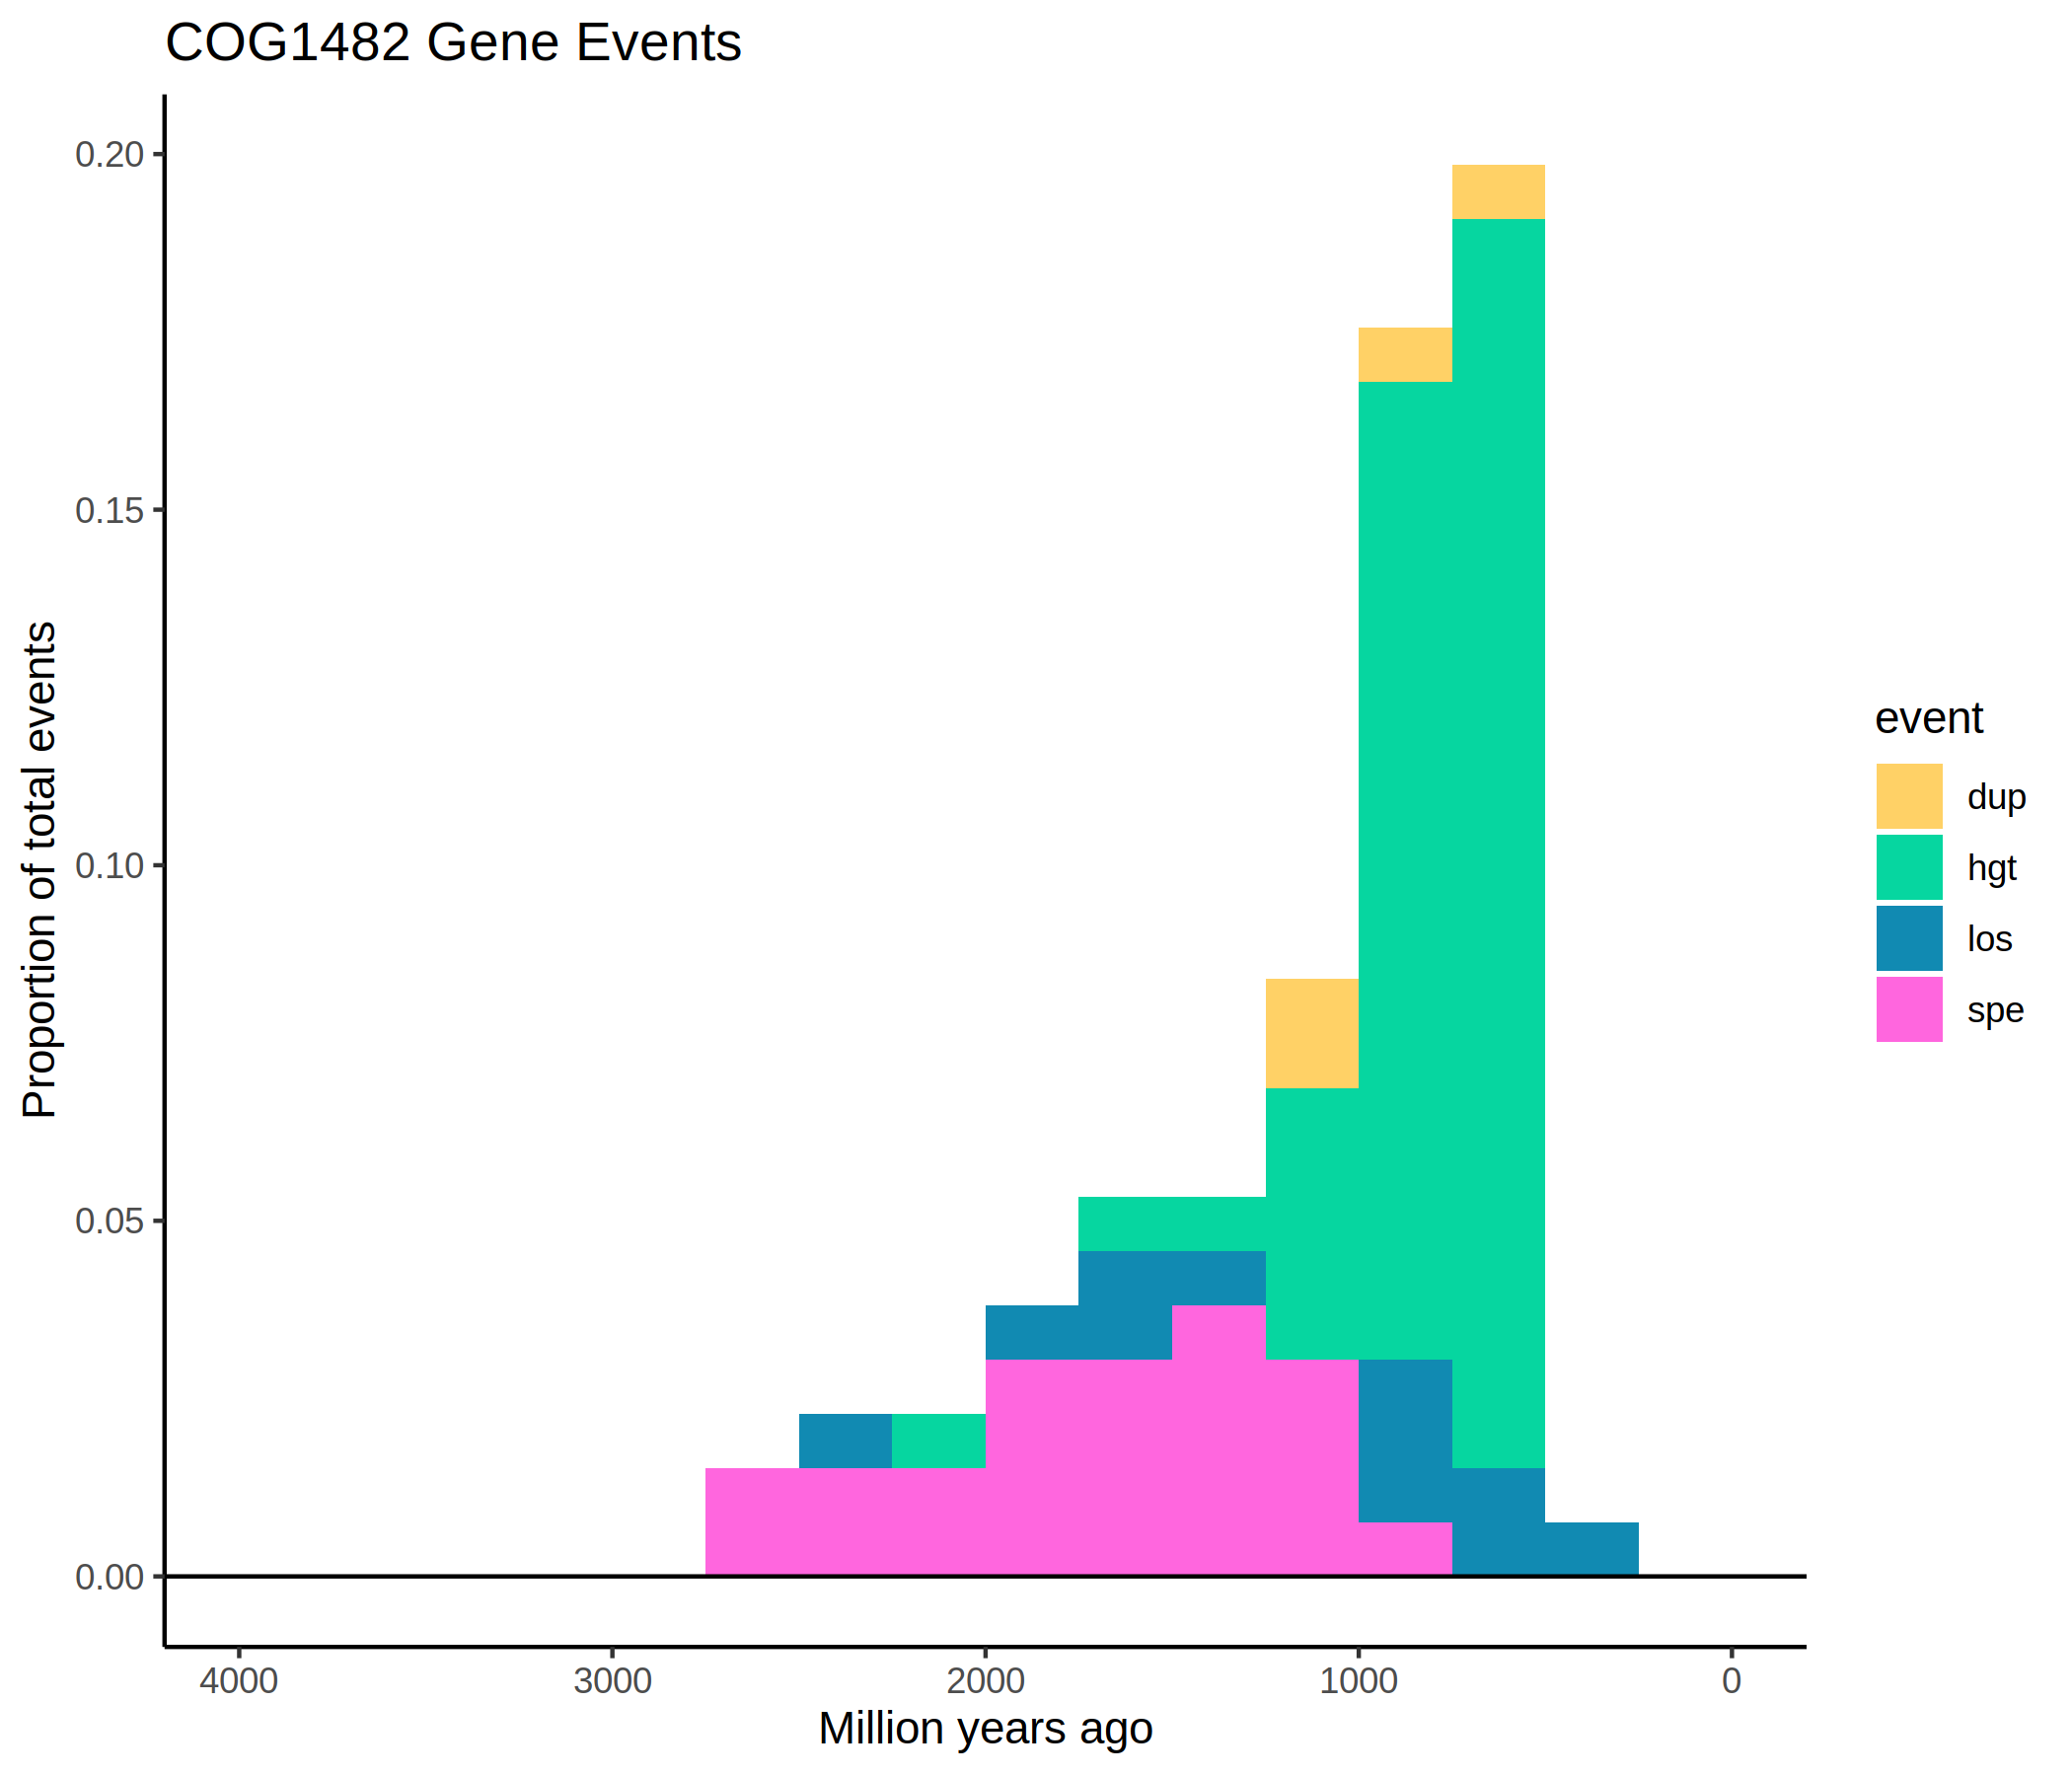 COG1482 Gene Events
0.20
0.15
0.10
0.05
0.00
Proportion of total events
4000 3000 2000 1000 0
Million years ago
event
dup
hgt
los
spe